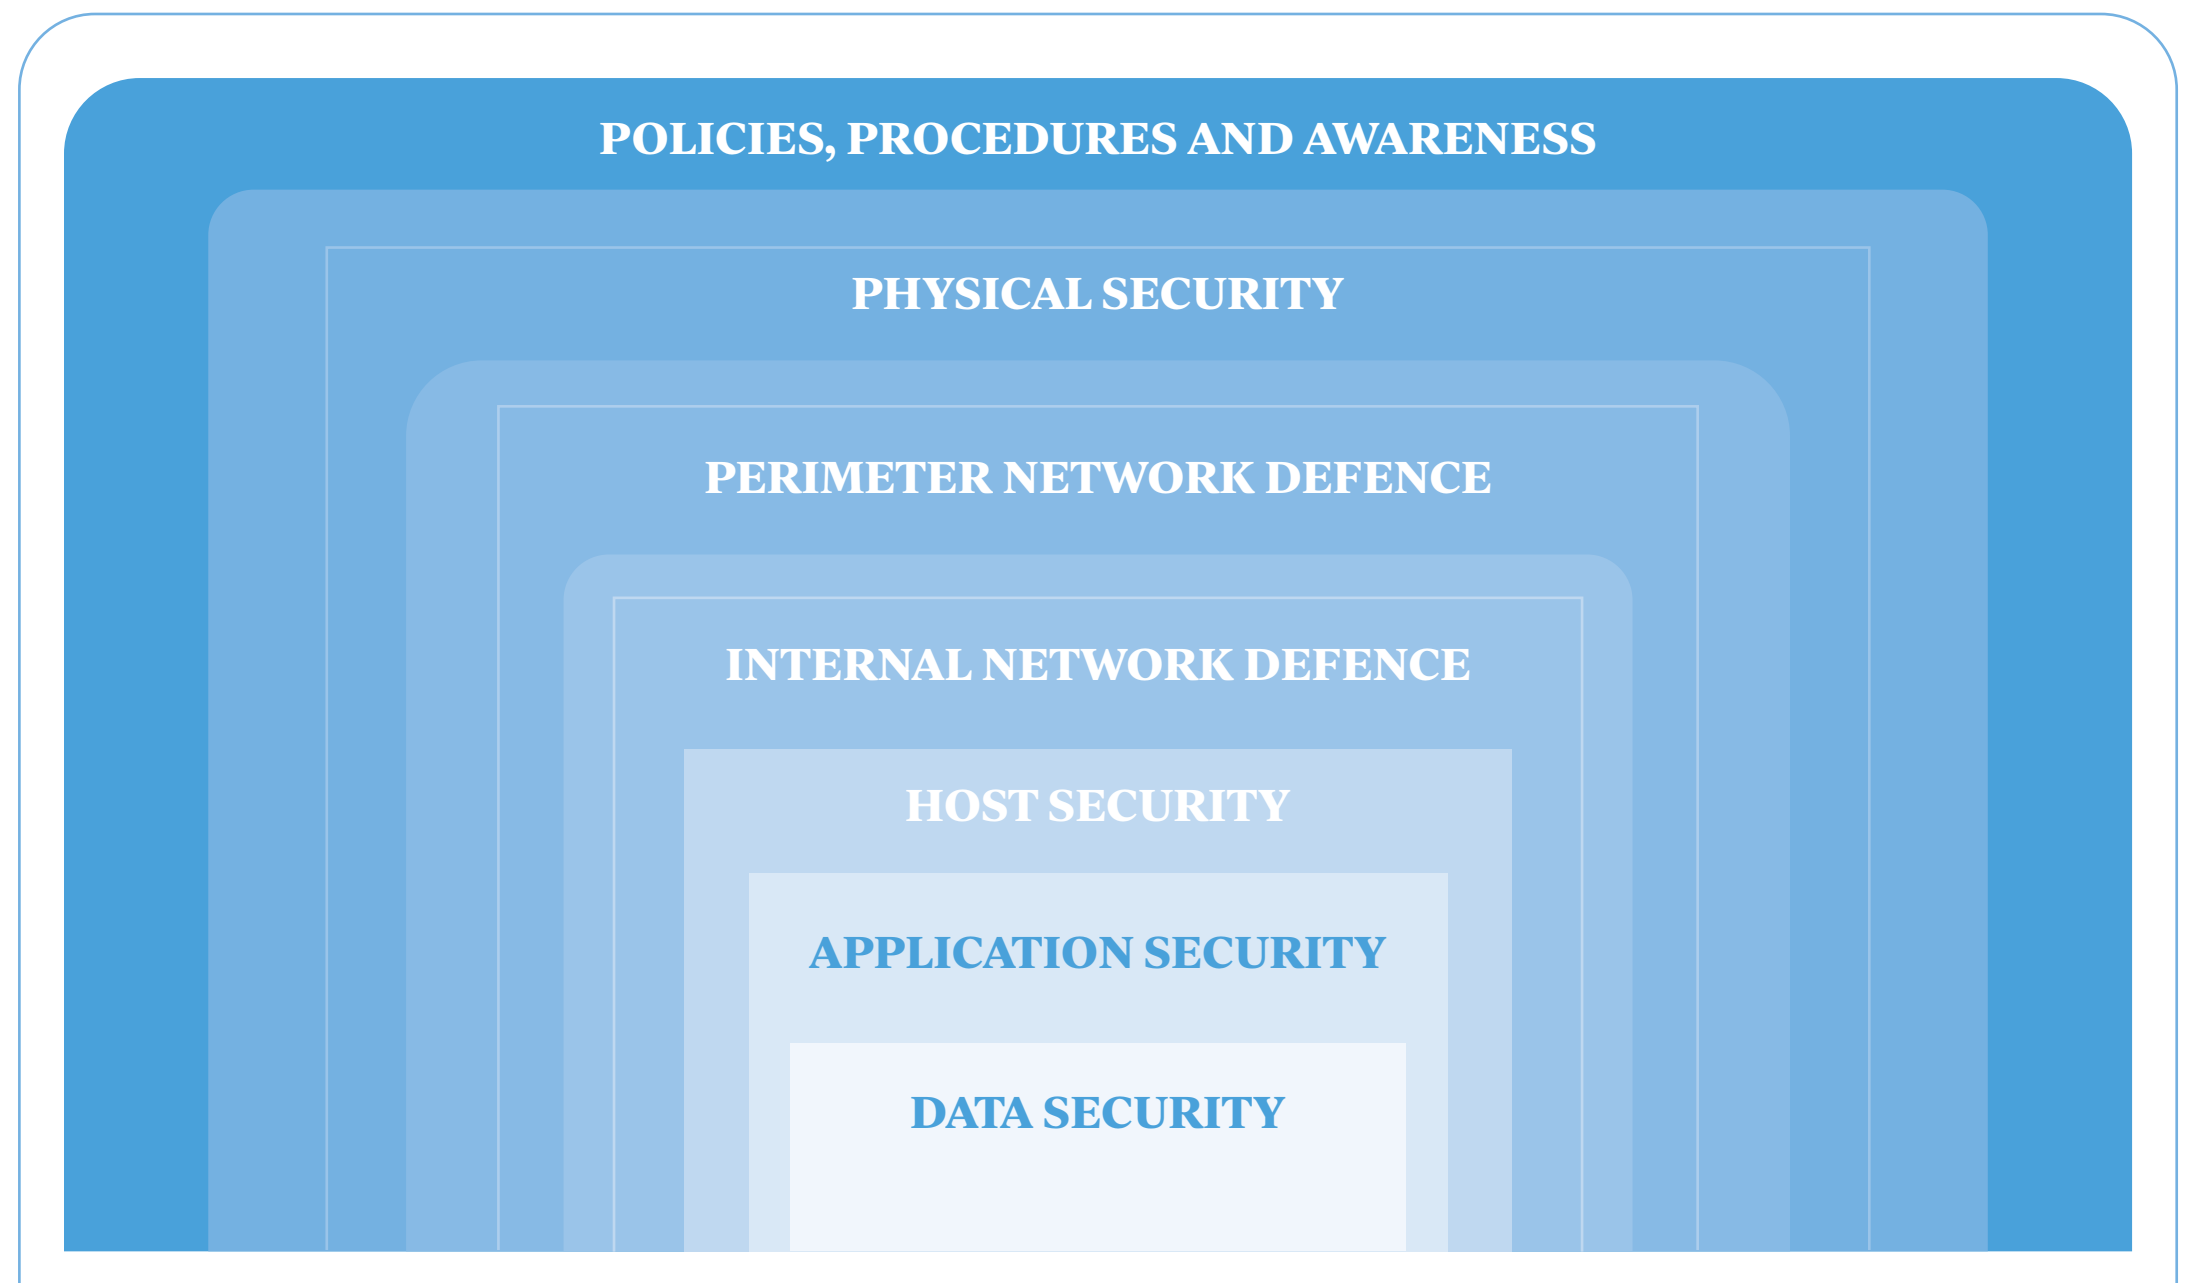 POLICIES, PROCEDURES AND AWARENESS
PHYSICAL SECURITY
PERIMETER NETWORK DEFENCE
INTERNAL NETWORK DEFENCE
HOST SECURITY
APPLICATION SECURITY
DATA SECURITY